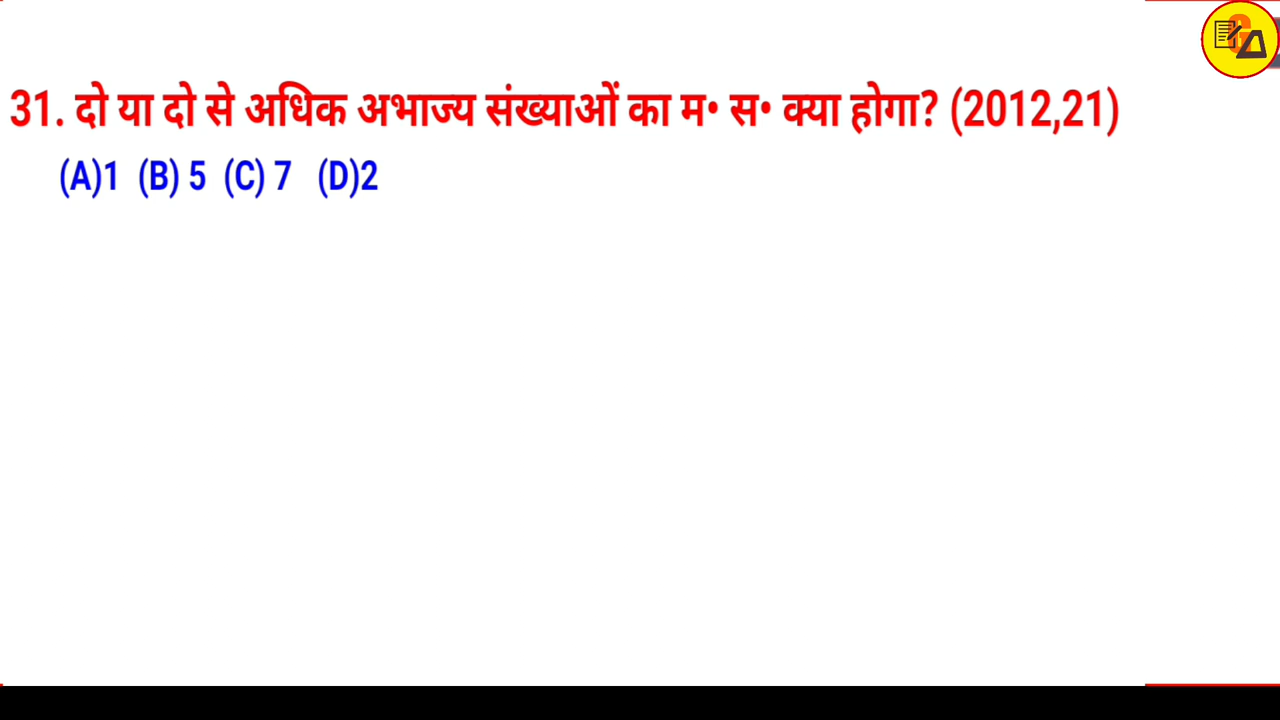 31. दो या दो से अधिक अभाज्य संख्याओं का म• स• क्या होगा? (2012,21)
(A)1 (B) 5 (C) 7 (D)2